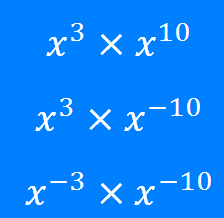 x³ × x¹⁰
x³ × x⁻¹⁰
x⁻³ × x⁻¹⁰